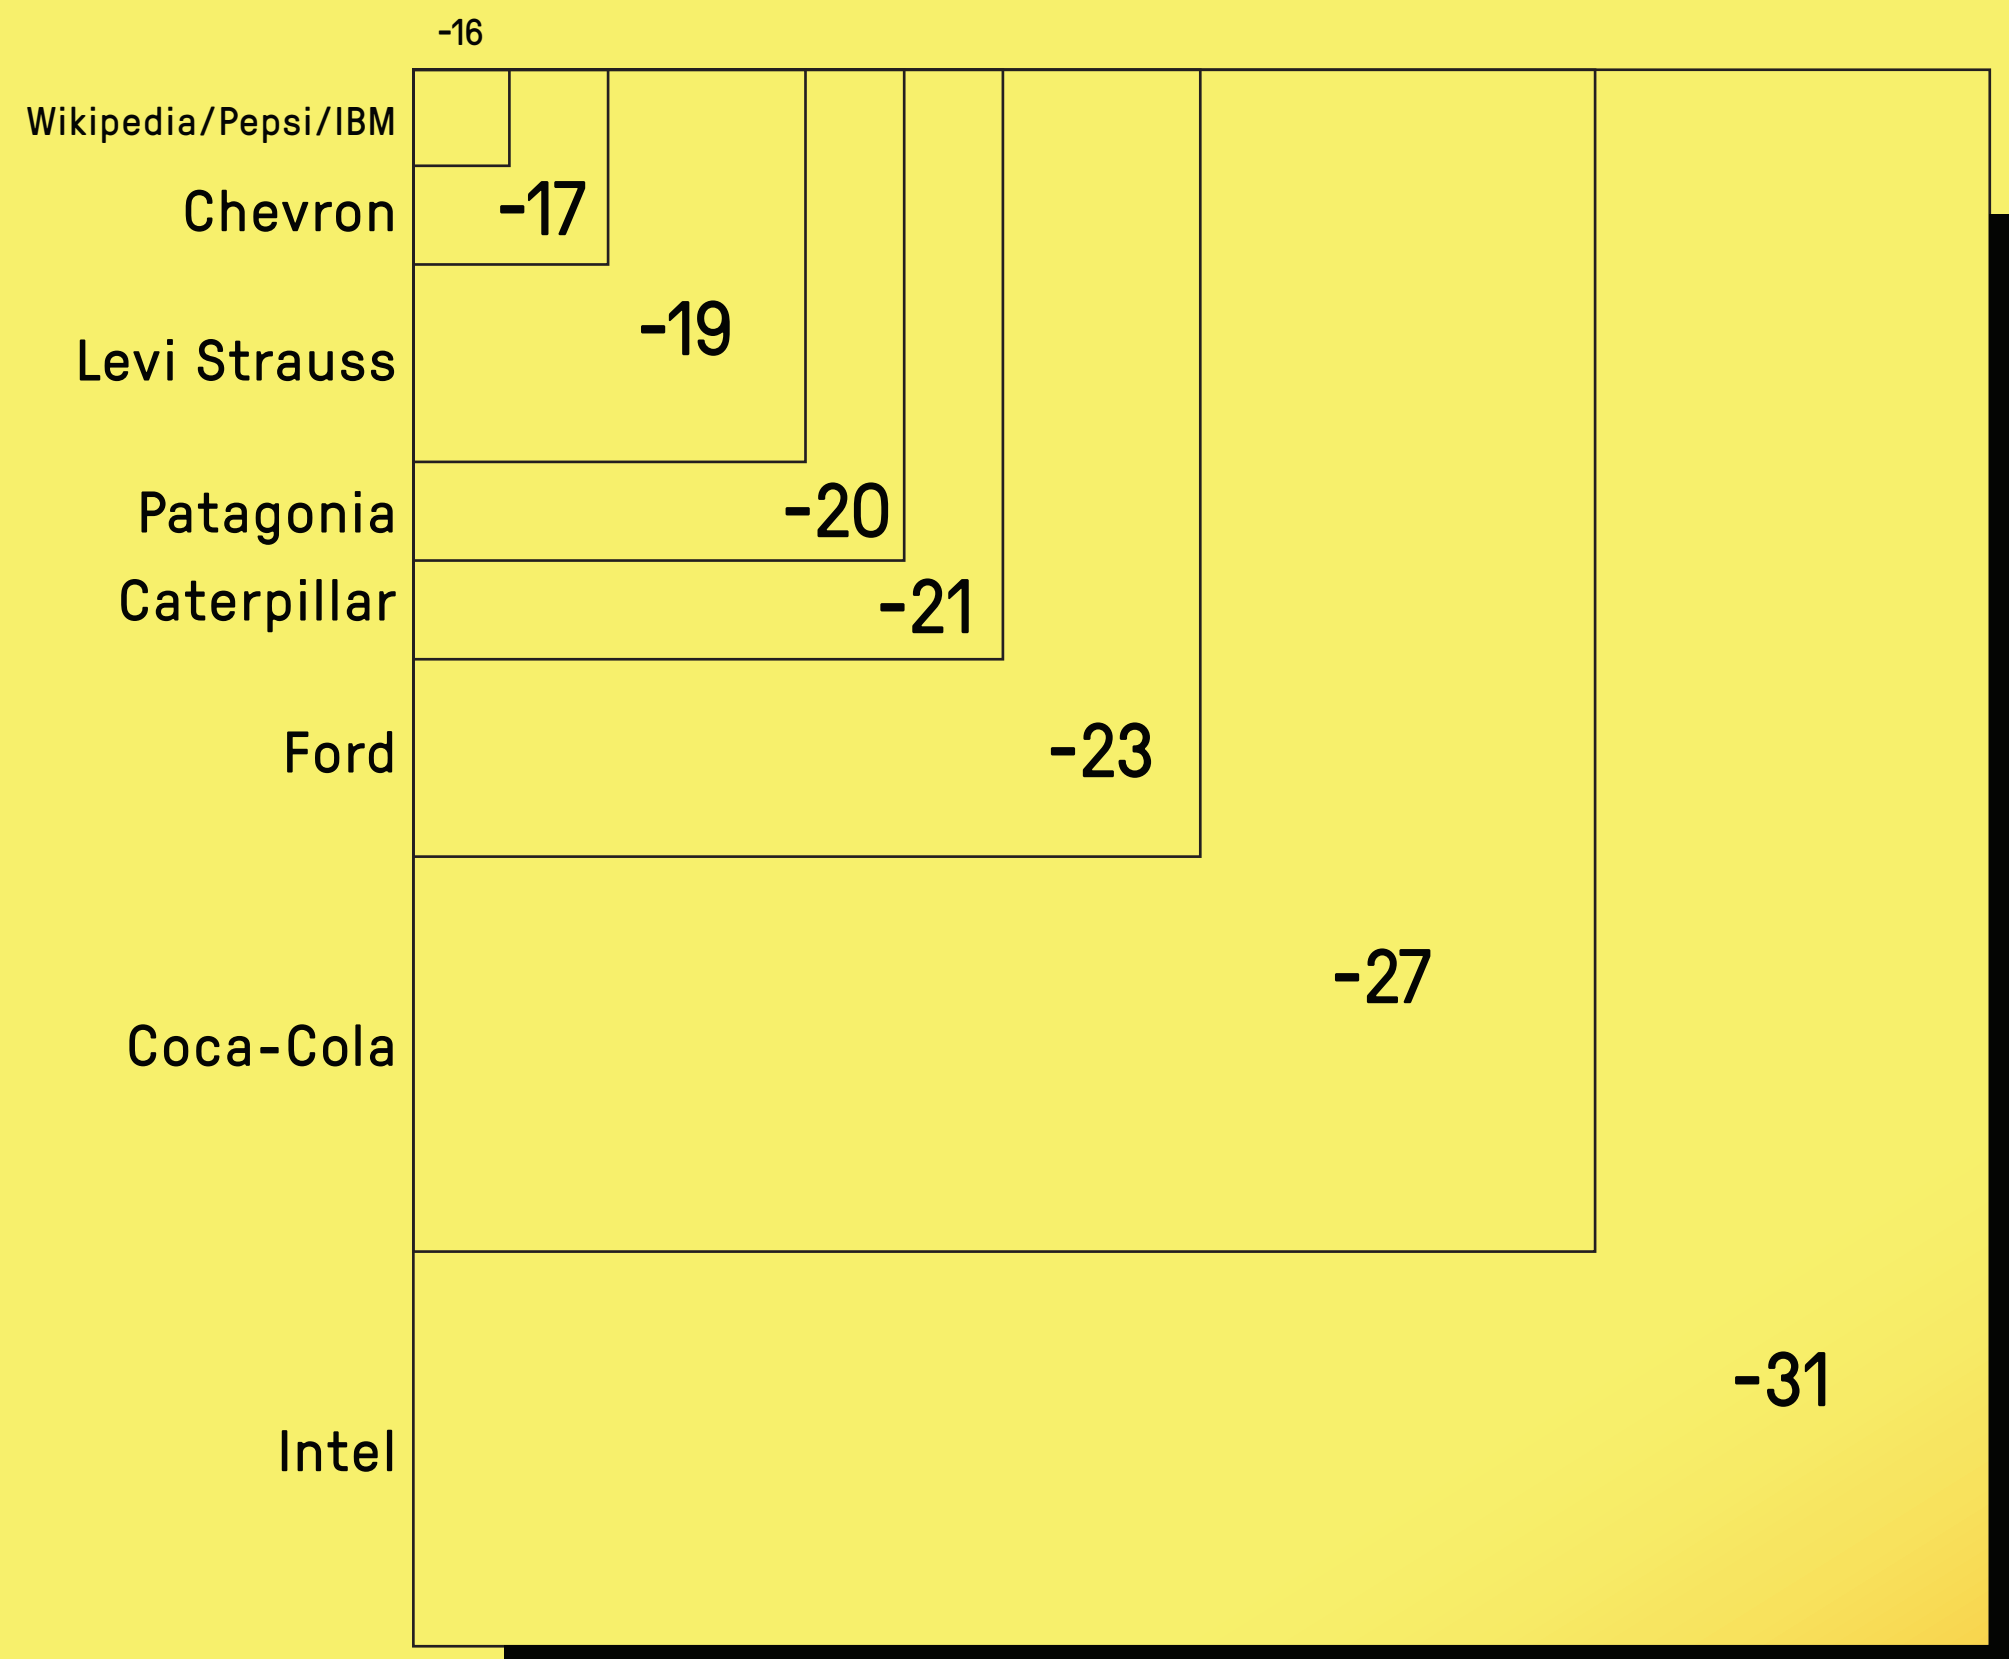 -16
Wikipedia/Pepsi/IBM
Chevron
-17
Levi Strauss
-19
Patagonia
-20
Caterpillar
-21
Ford
-23
Coca-Cola
-27
Intel
-31